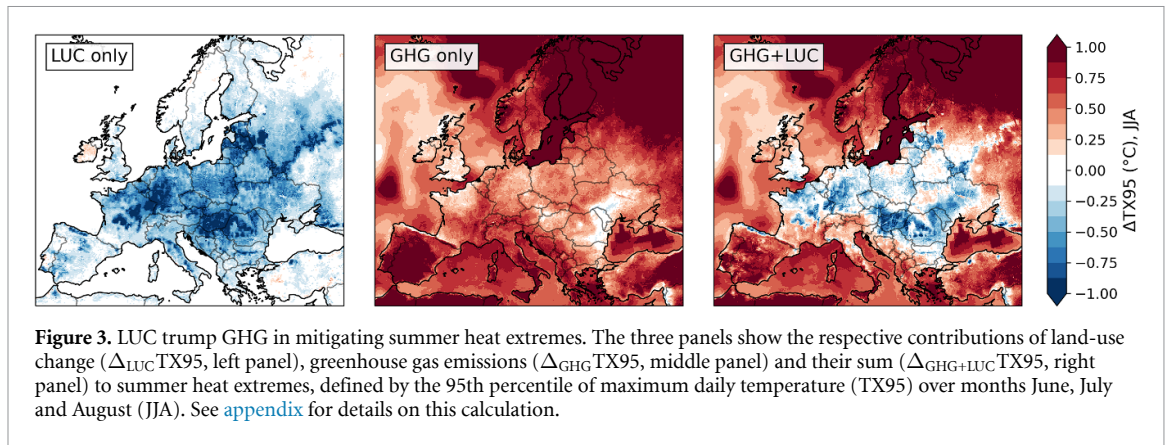 LUC only
GHG only
GHG+LUC
1.00
0.75
0.50
0.25
0.00
−0.25
−0.50
−0.75
−1.00
ΔTX95 (°C), JJA
Figure 3. LUC trump GHG in mitigating summer heat extremes. The three panels show the respective contributions of land-use
change (ΔLUCTX95, left panel), greenhouse gas emissions (ΔGHGTX95, middle panel) and their sum (ΔGHG+LUCTX95, right
panel) to summer heat extremes, defined by the 95th percentile of maximum daily temperature (TX95) over months June, July
and August (JJA). See appendix for details on this calculation.